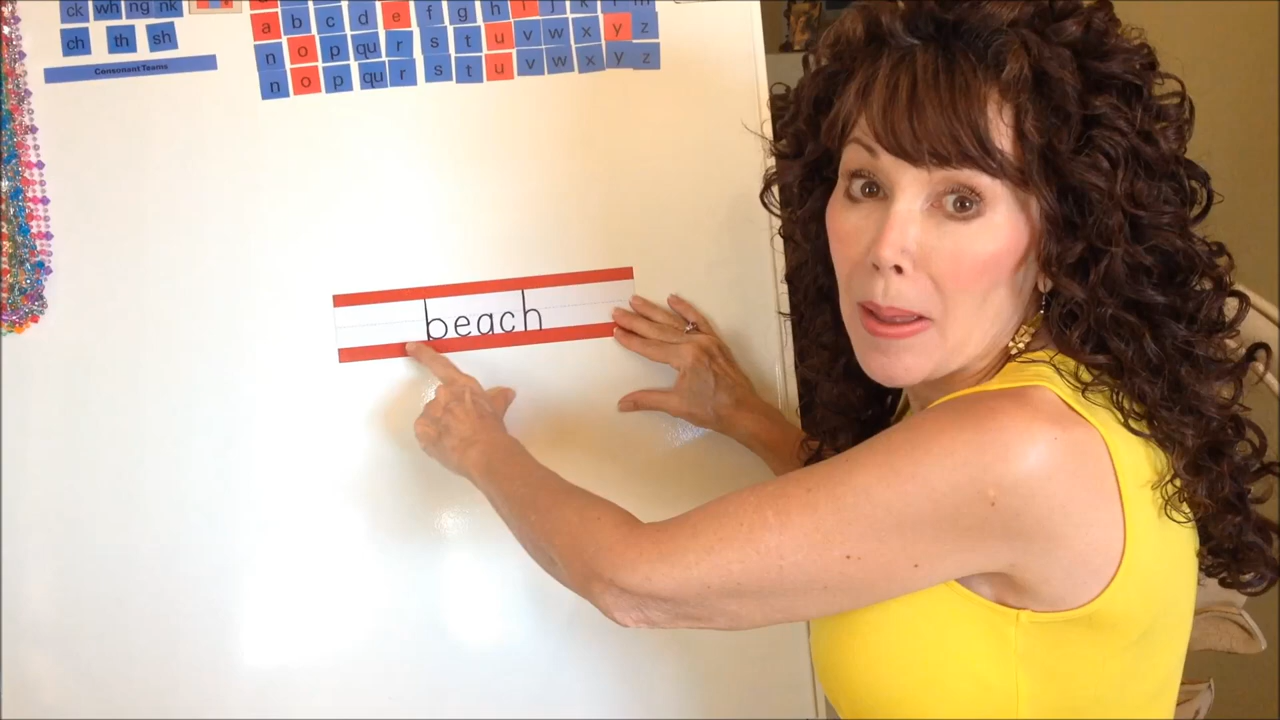 ck wh ng nk
ch th sh
Consonant Teams
a b c d e f g h i j k l m
n o p qu r s t u v w x y z
n o p qu r s t u v w x y z
beach